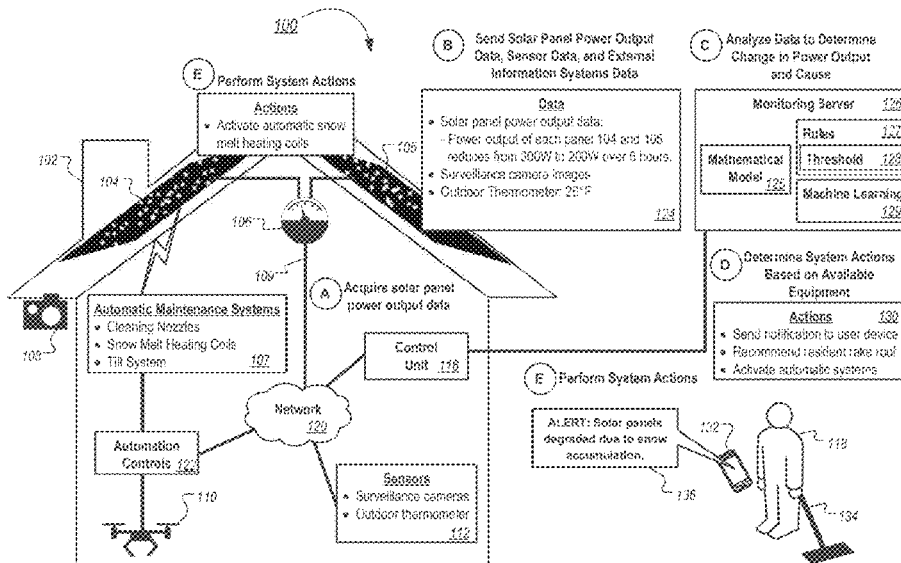 100
B
Send Solar Panel Power Output
Data, Sensor Data, and External
Information Systems Data
C
Analyze Data to Determine
Change in Power Output
and Cause
E
Perform System Actions
Actions
• Activate automatic snow
melt heating coils
Data
• Solar panel power output data:
- Power output of each panel 104 and 105
reduces from 300W to 200W over 6 hours.
• Surveillance camera images
• Outdoor Thermometer:
124
Monitoring Server
126
Rules
127
Threshold
128
Mathematical
Model
125
Machine Learning
129
102
104
105
106
109
A
Acquire solar panel
power output data
D
Determine System Actions
Based on Available
Equipment
Actions
130
• Send notification to user device
• Recommend resident rake roof
• Activate automatic systems
108
Automatic Maintenance Systems
• Cleaning Nozzles
• Snow Melt Heating Coils
• Tilt System
107
Control
Unit
116
E
Perform System Actions
Network
120
Automation
Controls
122
ALERT: Solar panels
degraded due to snow
accumulation.
136
132
118
134
Sensors
• Surveillance cameras
• Outdoor thermometer
112
110